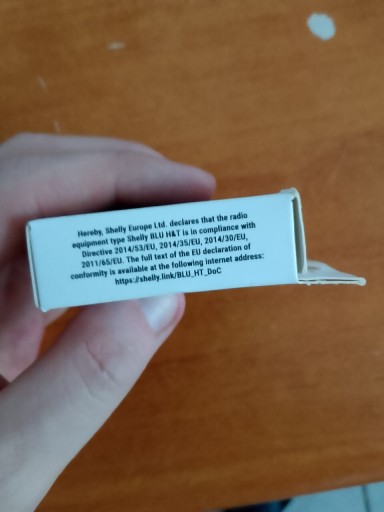 Hereby, Shelly Europe Ltd. declares that the radio
equipment type Shelly BLU H&T is in compliance with
Directive 2014/53/EU, 2014/35/EU, 2014/30/EU,
2011/65/EU. The full text of the EU declaration of
conformity is available at the following internet address:
https://shelly.link/BLU_HT_DoC